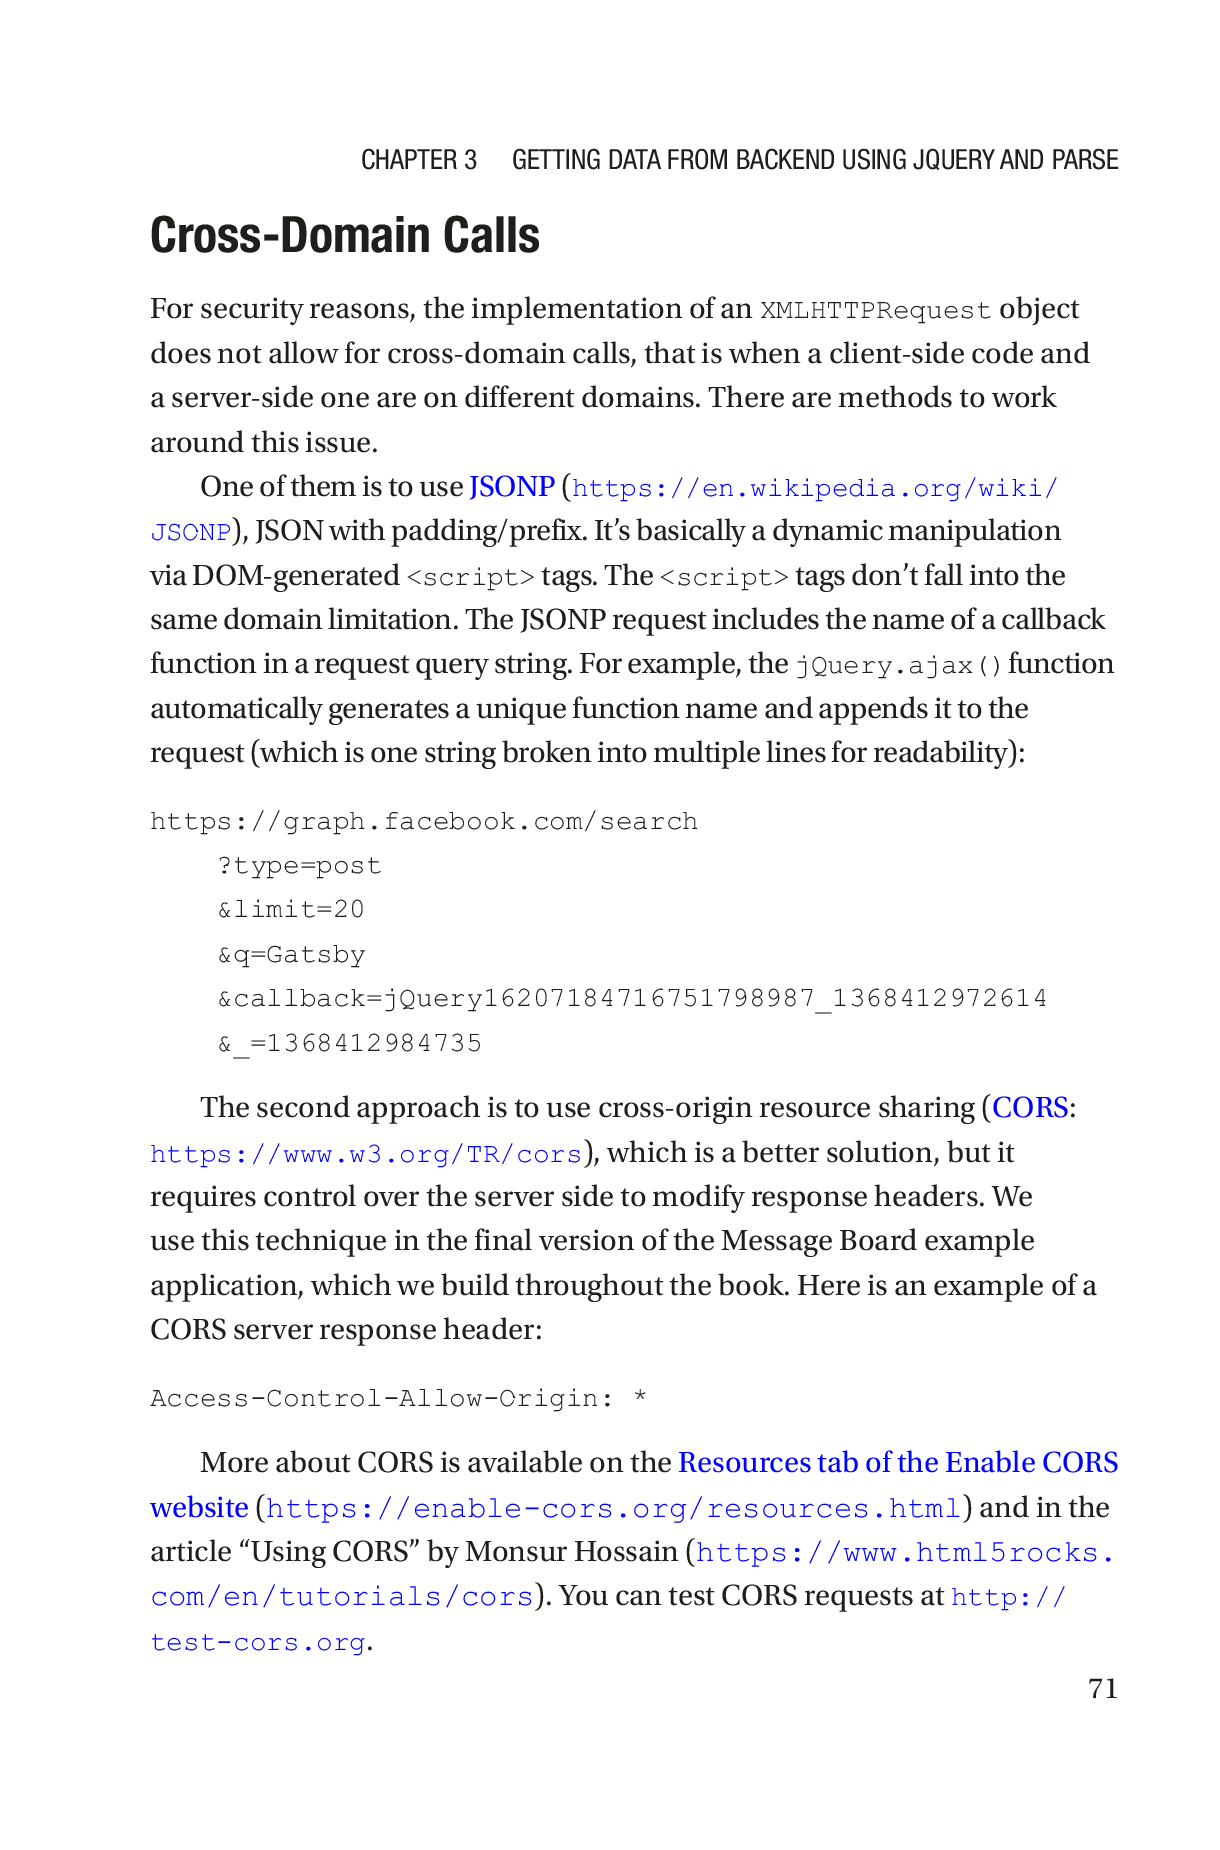 CHAPTER 3 GETTING DATA FROM BACKEND USING JQUERY AND PARSE
Cross-Domain Calls
For security reasons, the implementation of an XMLHTTPRequest object
does not allow for cross-domain calls, that is when a client-side code and
a server-side one are on different domains. There are methods to work
around this issue.
One of them is to use JSONP (https://en.wikipedia.org/wiki/
JSONP), JSON with padding/prefix. It’s basically a dynamic manipulation
via DOM-generated <script> tags. The <script> tags don’t fall into the
same domain limitation. The JSONP request includes the name of a callback
function in a request query string. For example, the jQuery.ajax() function
automatically generates a unique function name and appends it to the
request (which is one string broken into multiple lines for readability):
https://graph.facebook.com/search
?type=post
&limit=20
&q=Gatsby
&callback=jQuery16207184716751798987_1368412972614
&_=1368412984735
The second approach is to use cross-origin resource sharing (CORS:
https://www.w3.org/TR/cors), which is a better solution, but it
requires control over the server side to modify response headers. We
use this technique in the final version of the Message Board example
application, which we build throughout the book. Here is an example of a
CORS server response header:
Access-Control-Allow-Origin: *
More about CORS is available on the Resources tab of the Enable CORS
website (https://enable-cors.org/resources.html) and in the
article “Using CORS” by Monsur Hossain (https://www.html5rocks.
com/en/tutorials/cors). You can test CORS requests at http://
test-cors.org.
71